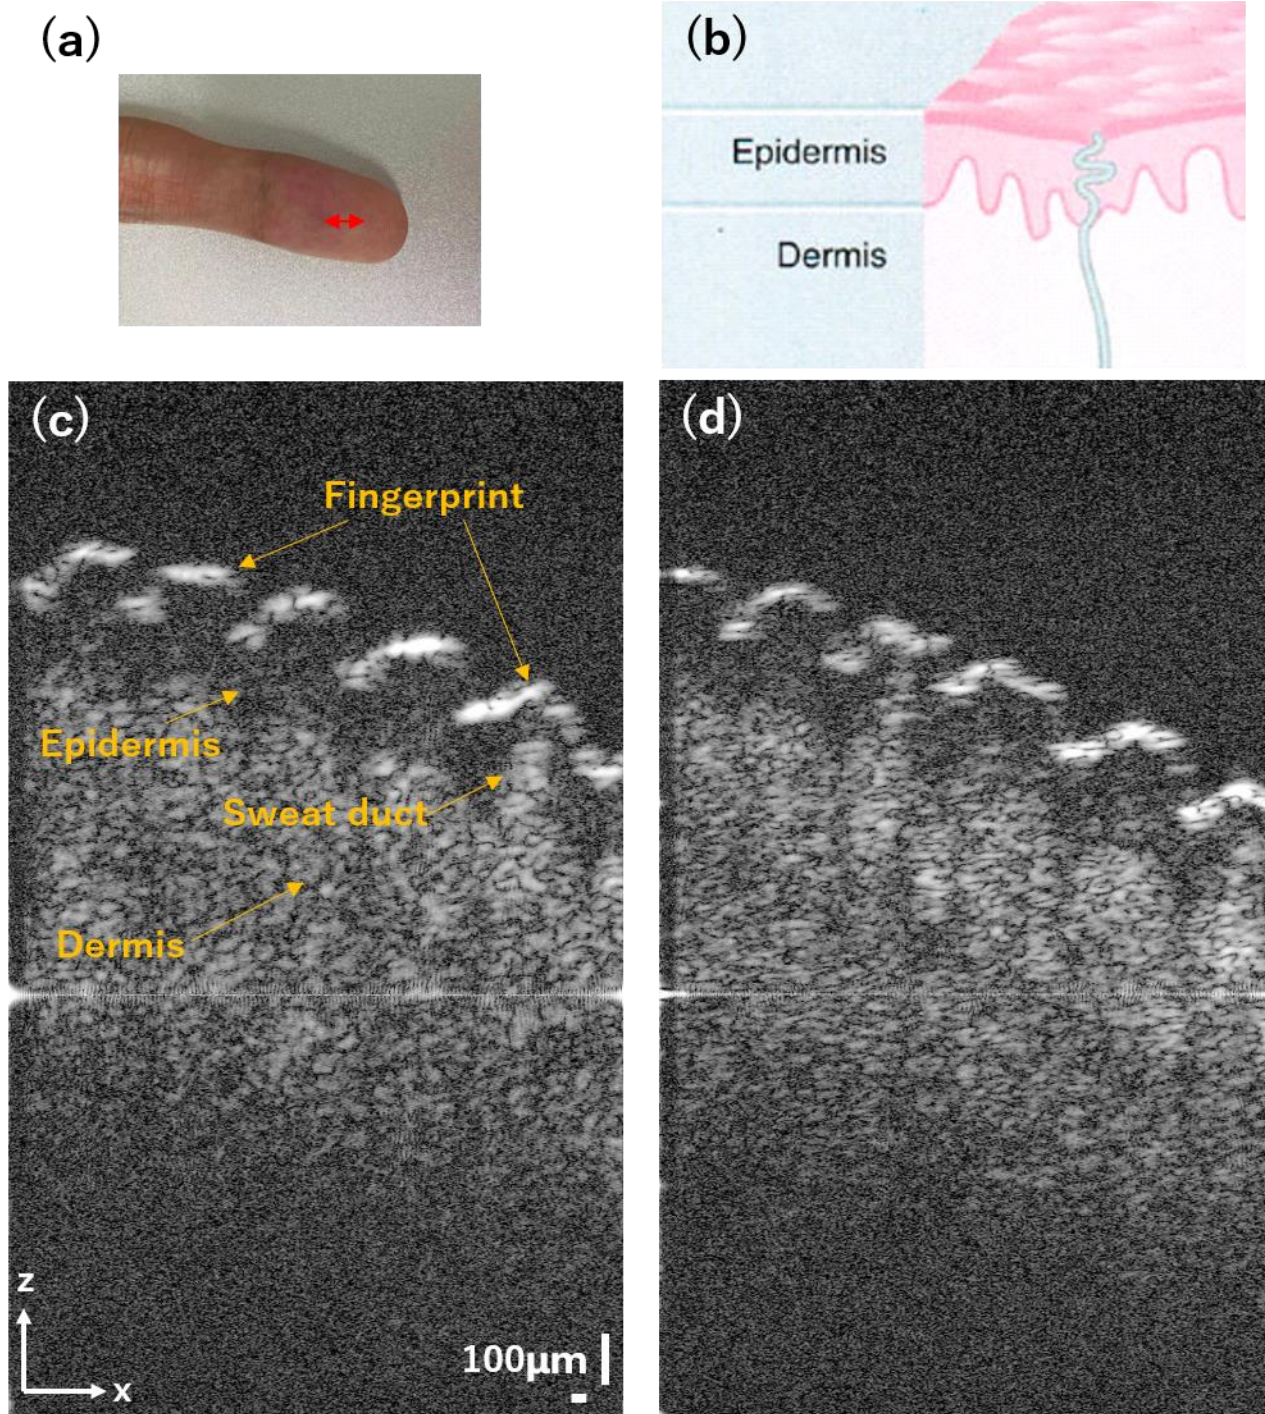 (a)
(b)
Epidermis
Dermis
(c)
Fingerprint
Epidermis
Sweat duct
Dermis
z
x
100μm
(d)